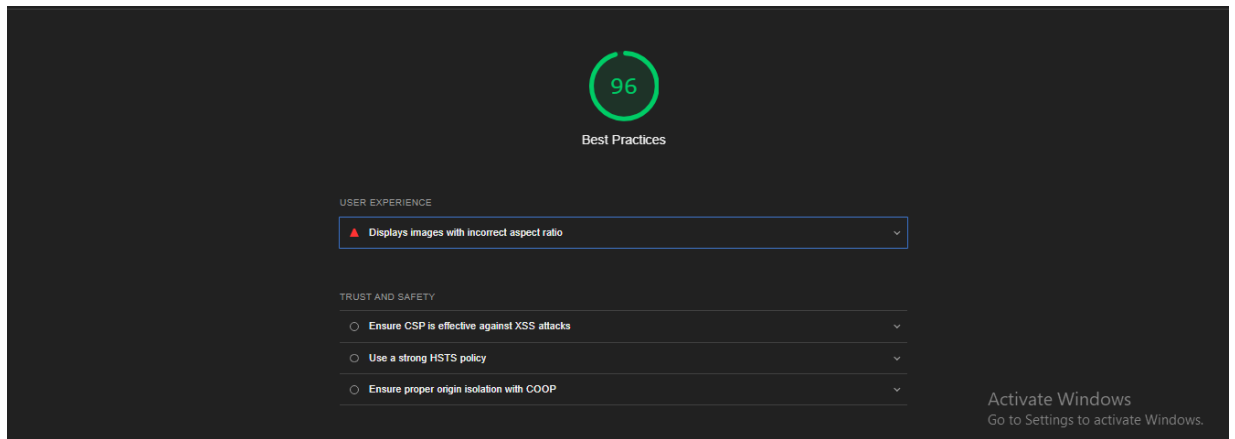 96
Best Practices
USER EXPERIENCE
Displays images with incorrect aspect ratio
TRUST AND SAFETY
Ensure CSP is effective against XSS attacks
Use a strong HSTS policy
Ensure proper origin isolation with COOP
Activate Windows
Go to Settings to activate Windows.